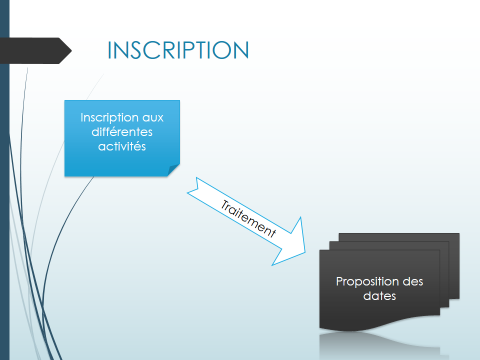 INSCRIPTION
Inscription aux
différentes
activités
Traitement
Proposition des
dates